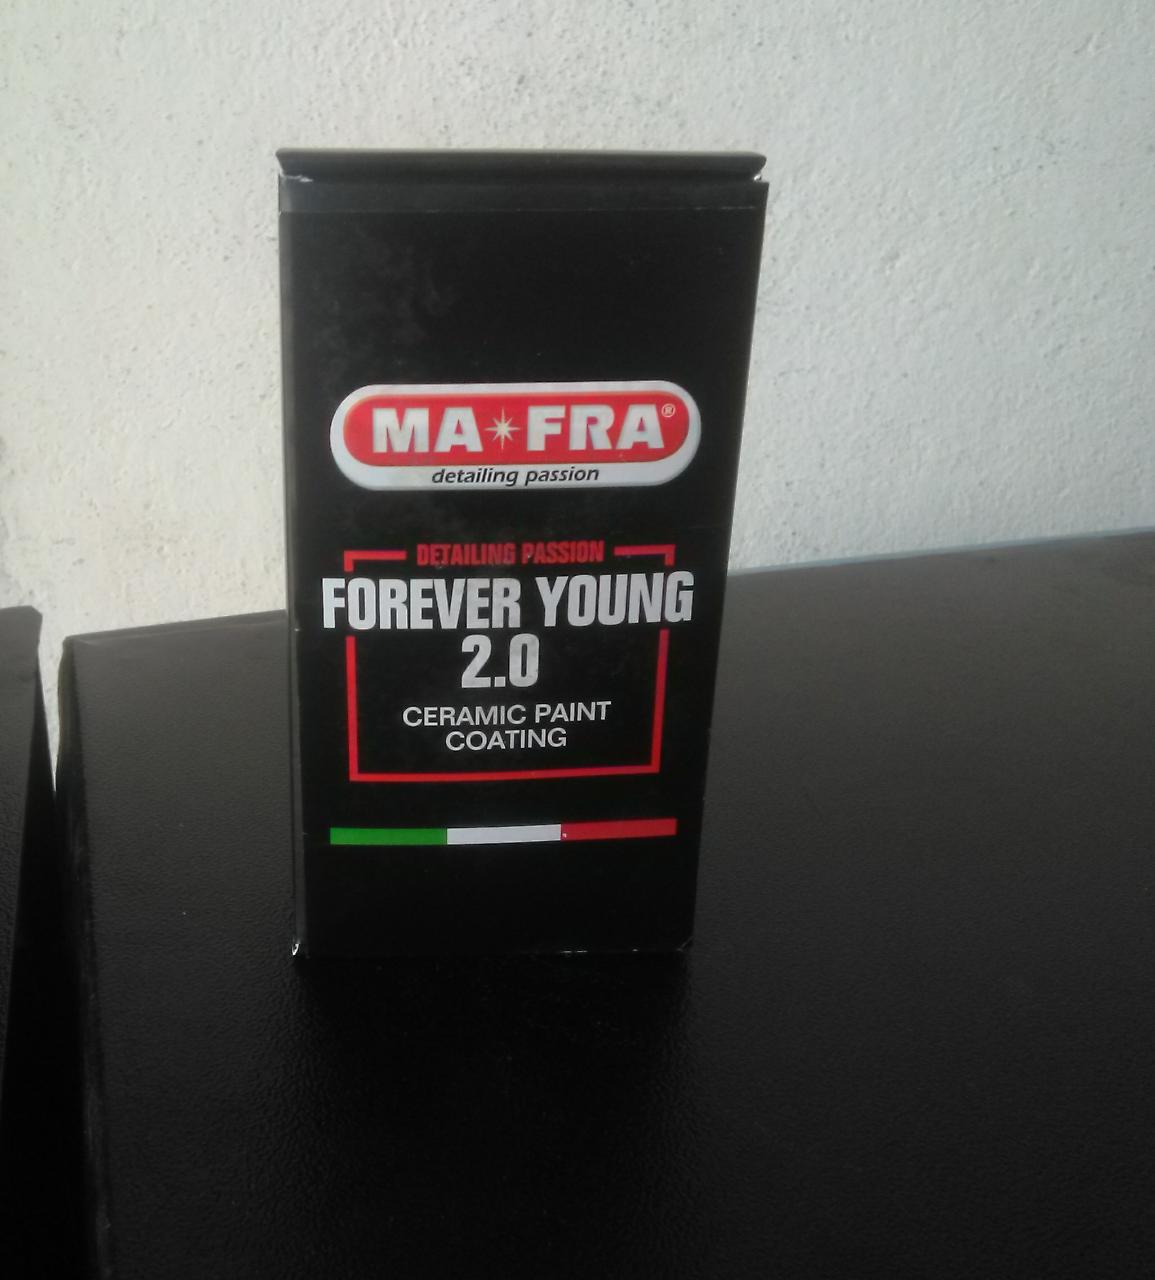 MA FRA®
detailing passion
DETAILING PASSION
FOREVER YOUNG
2.0
CERAMIC PAINT
COATING